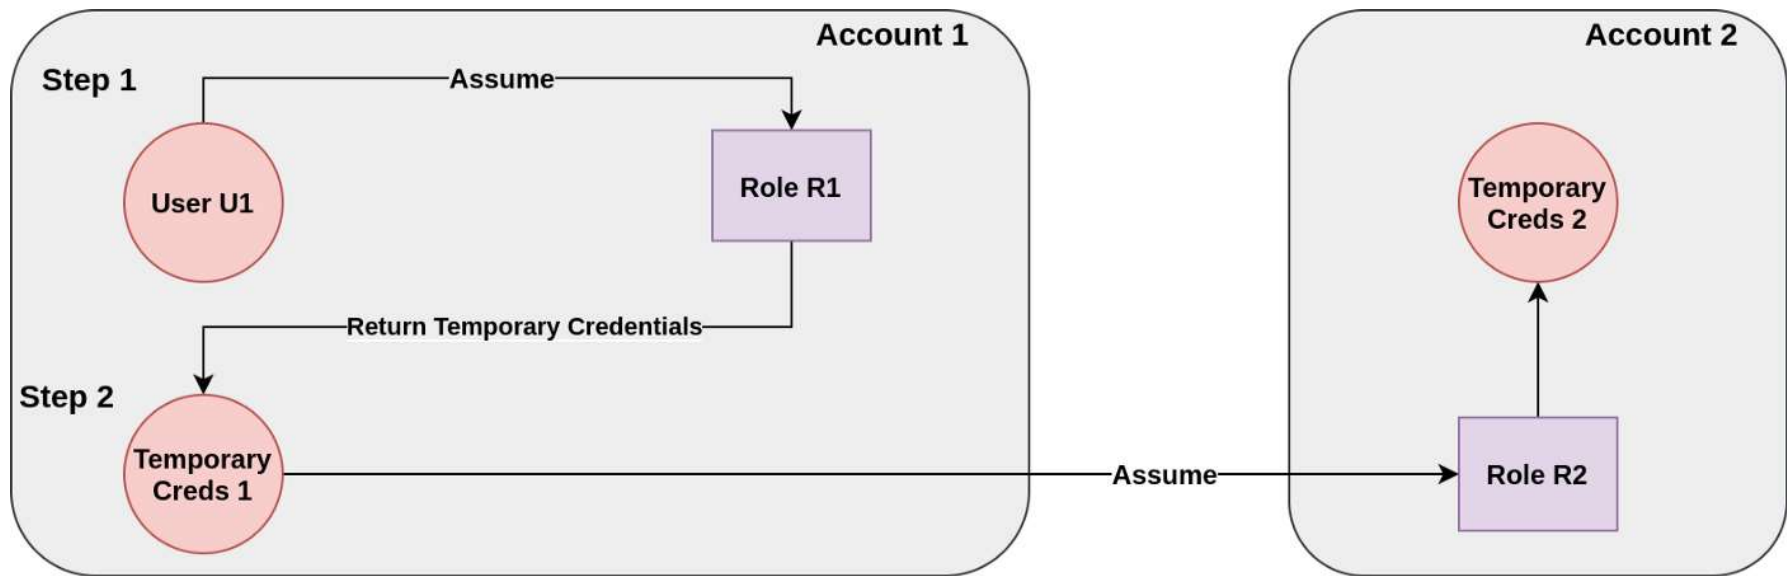 Account 1
Account 2
Step 1
Assume
User U1
Role R1
Temporary
Creds 2
Return Temporary Credentials
Step 2
Temporary
Creds 1
Assume
Role R2